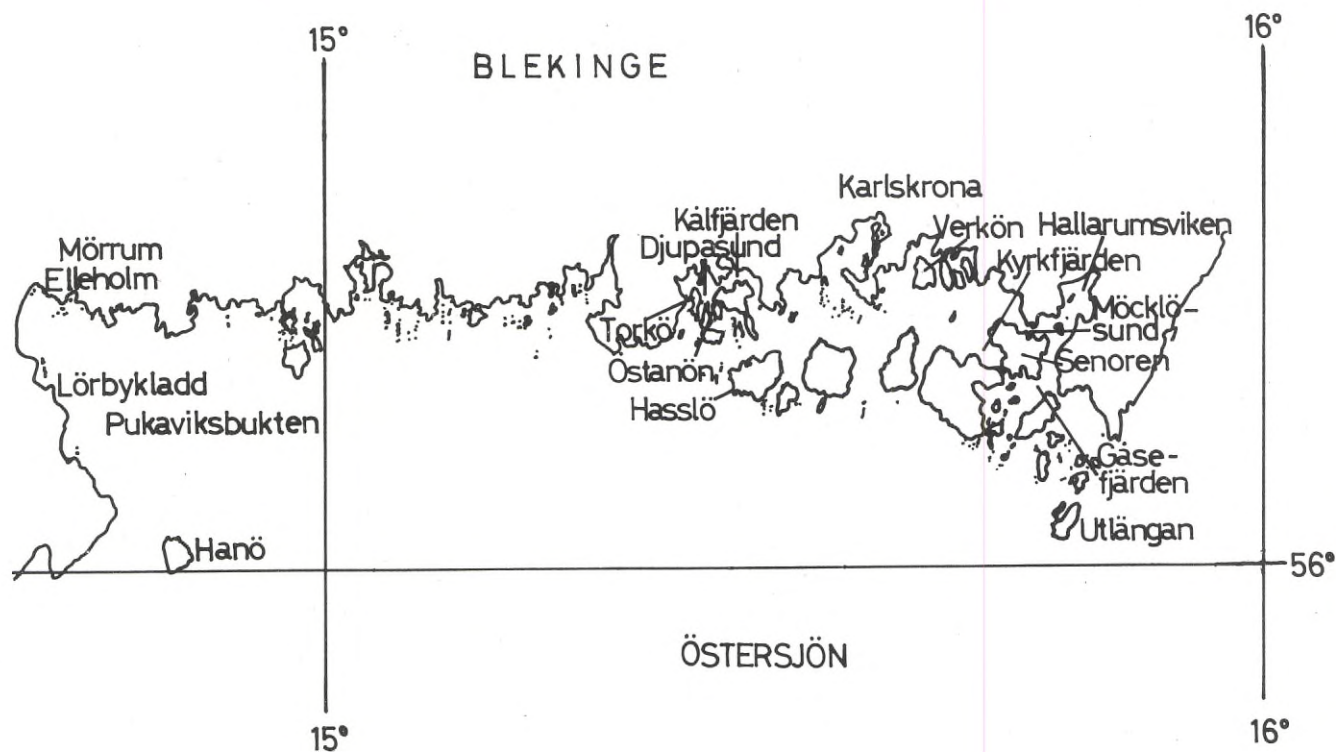 15°
16°
BLEKINGE
Karlskrona
Kålfjärden
Verkön
Hallarumsviken
Djupasund
Mörrum
Kyrkfjärden
Elleholm
Möcklö-
sund
Torkö
Senoren
Östanön
Lörbykladd
Hasslö
Pukaviksbukten
Gåse-
fjärden
Utlängan
Hanö
56°
ÖSTERSJÖN
15°
16°